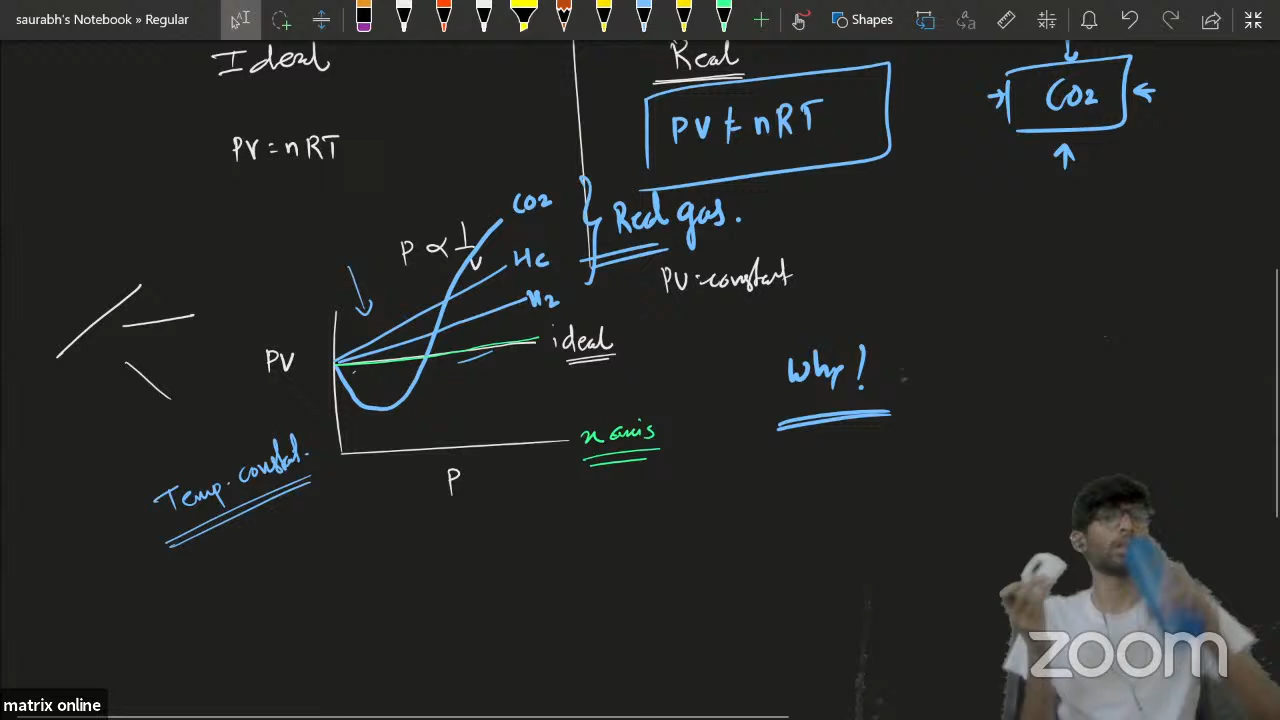 saurabh's Notebook » Regular
Shapes
Ideal
Real
PV = nRT
PV ≠ nRT
CO2
CO2
P ∝ 1/V
He
H2
Real gas.
PV = constant
PV
ideal
Why!
x axis
Temp. constant.
P
zoom
matrix online